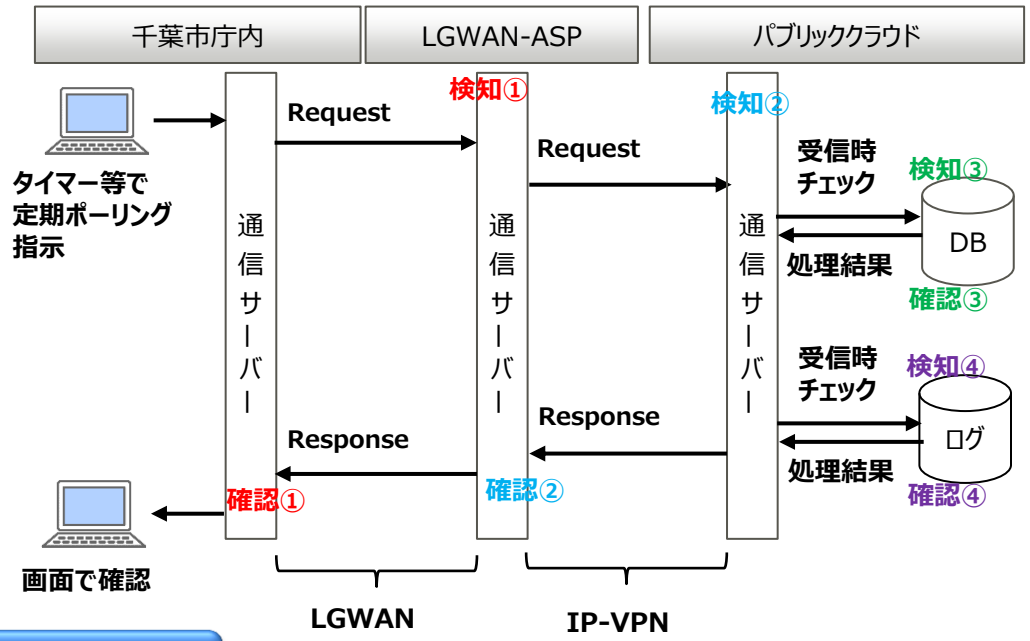 千葉市庁内
LGWAN-ASP
パブリッククラウド
検知①
検知②
Request
Request
受信時
チェック
検知③
タイマー等で
定期ポーリング
指示
通信サーバー
通信サーバー
通信サーバー
DB
処理結果
確認③
受信時
チェック
検知④
Response
Response
ログ
処理結果
確認①
確認②
確認④
画面で確認
LGWAN
IP-VPN